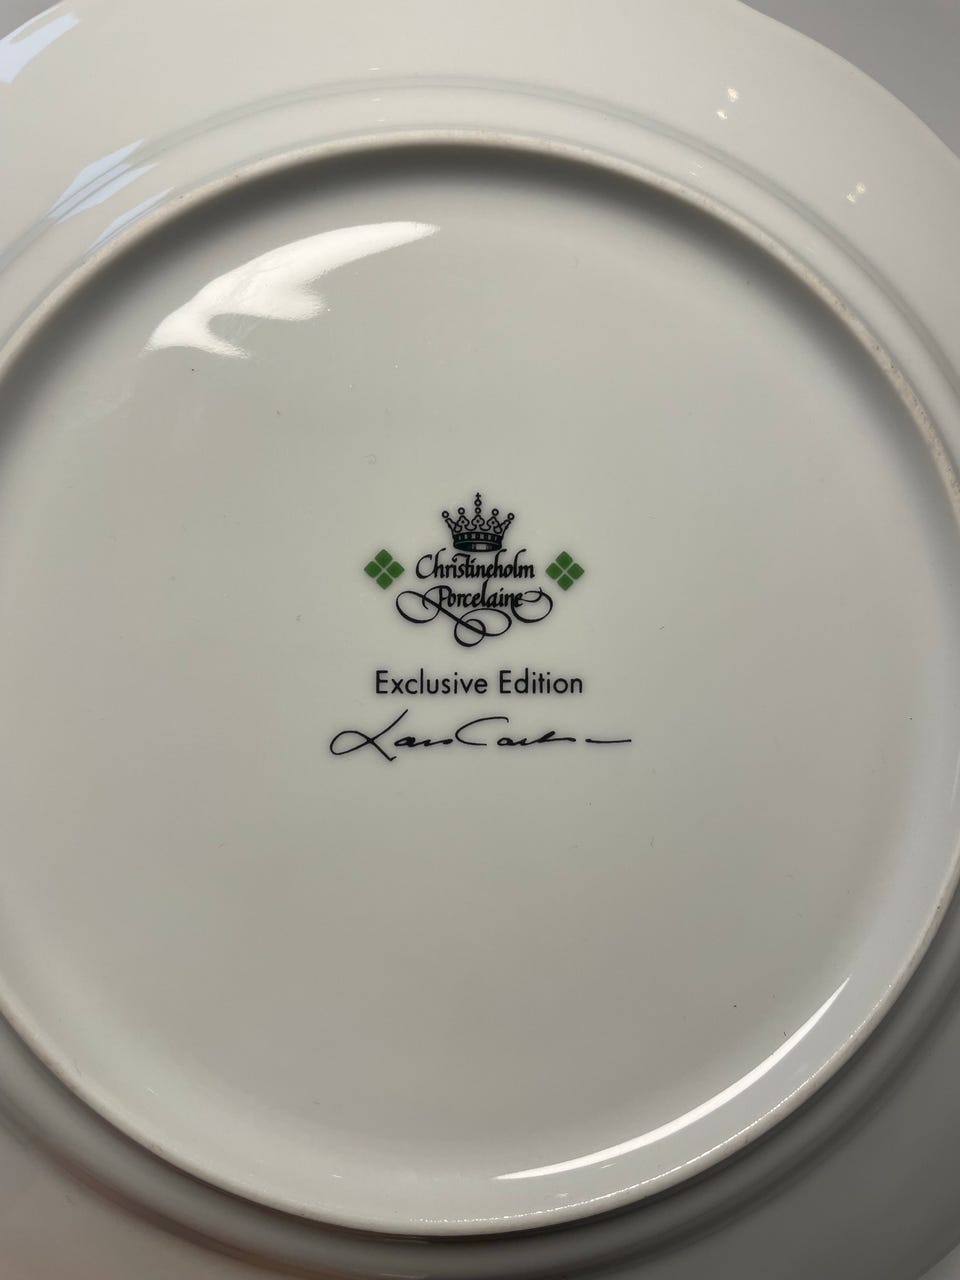 Christineholm
Porcelaine
Exclusive Edition